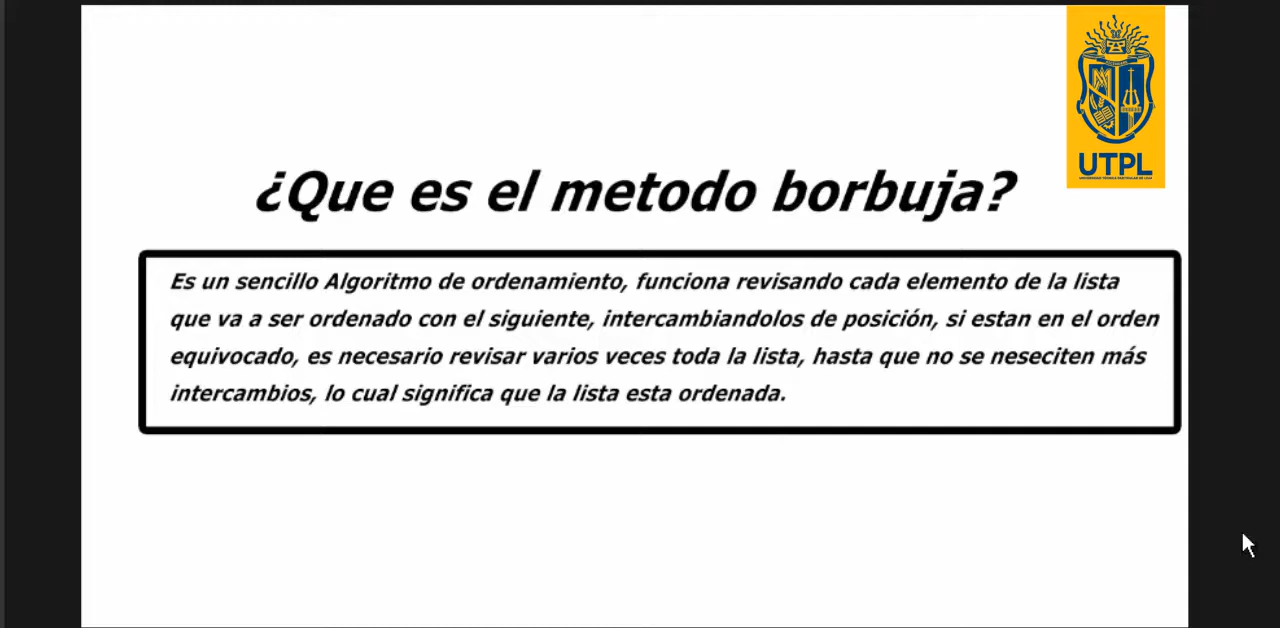 UTPL
¿Que es el metodo borbuja?
Es un sencillo Algoritmo de ordenamiento, funciona revisando cada elemento de la lista
que va a ser ordenado con el siguiente, intercambiandolos de posición, si estan en el orden
equivocado, es necesario revisar varios veces toda la lista, hasta que no se neseciten más
intercambios, lo cual significa que la lista esta ordenada.